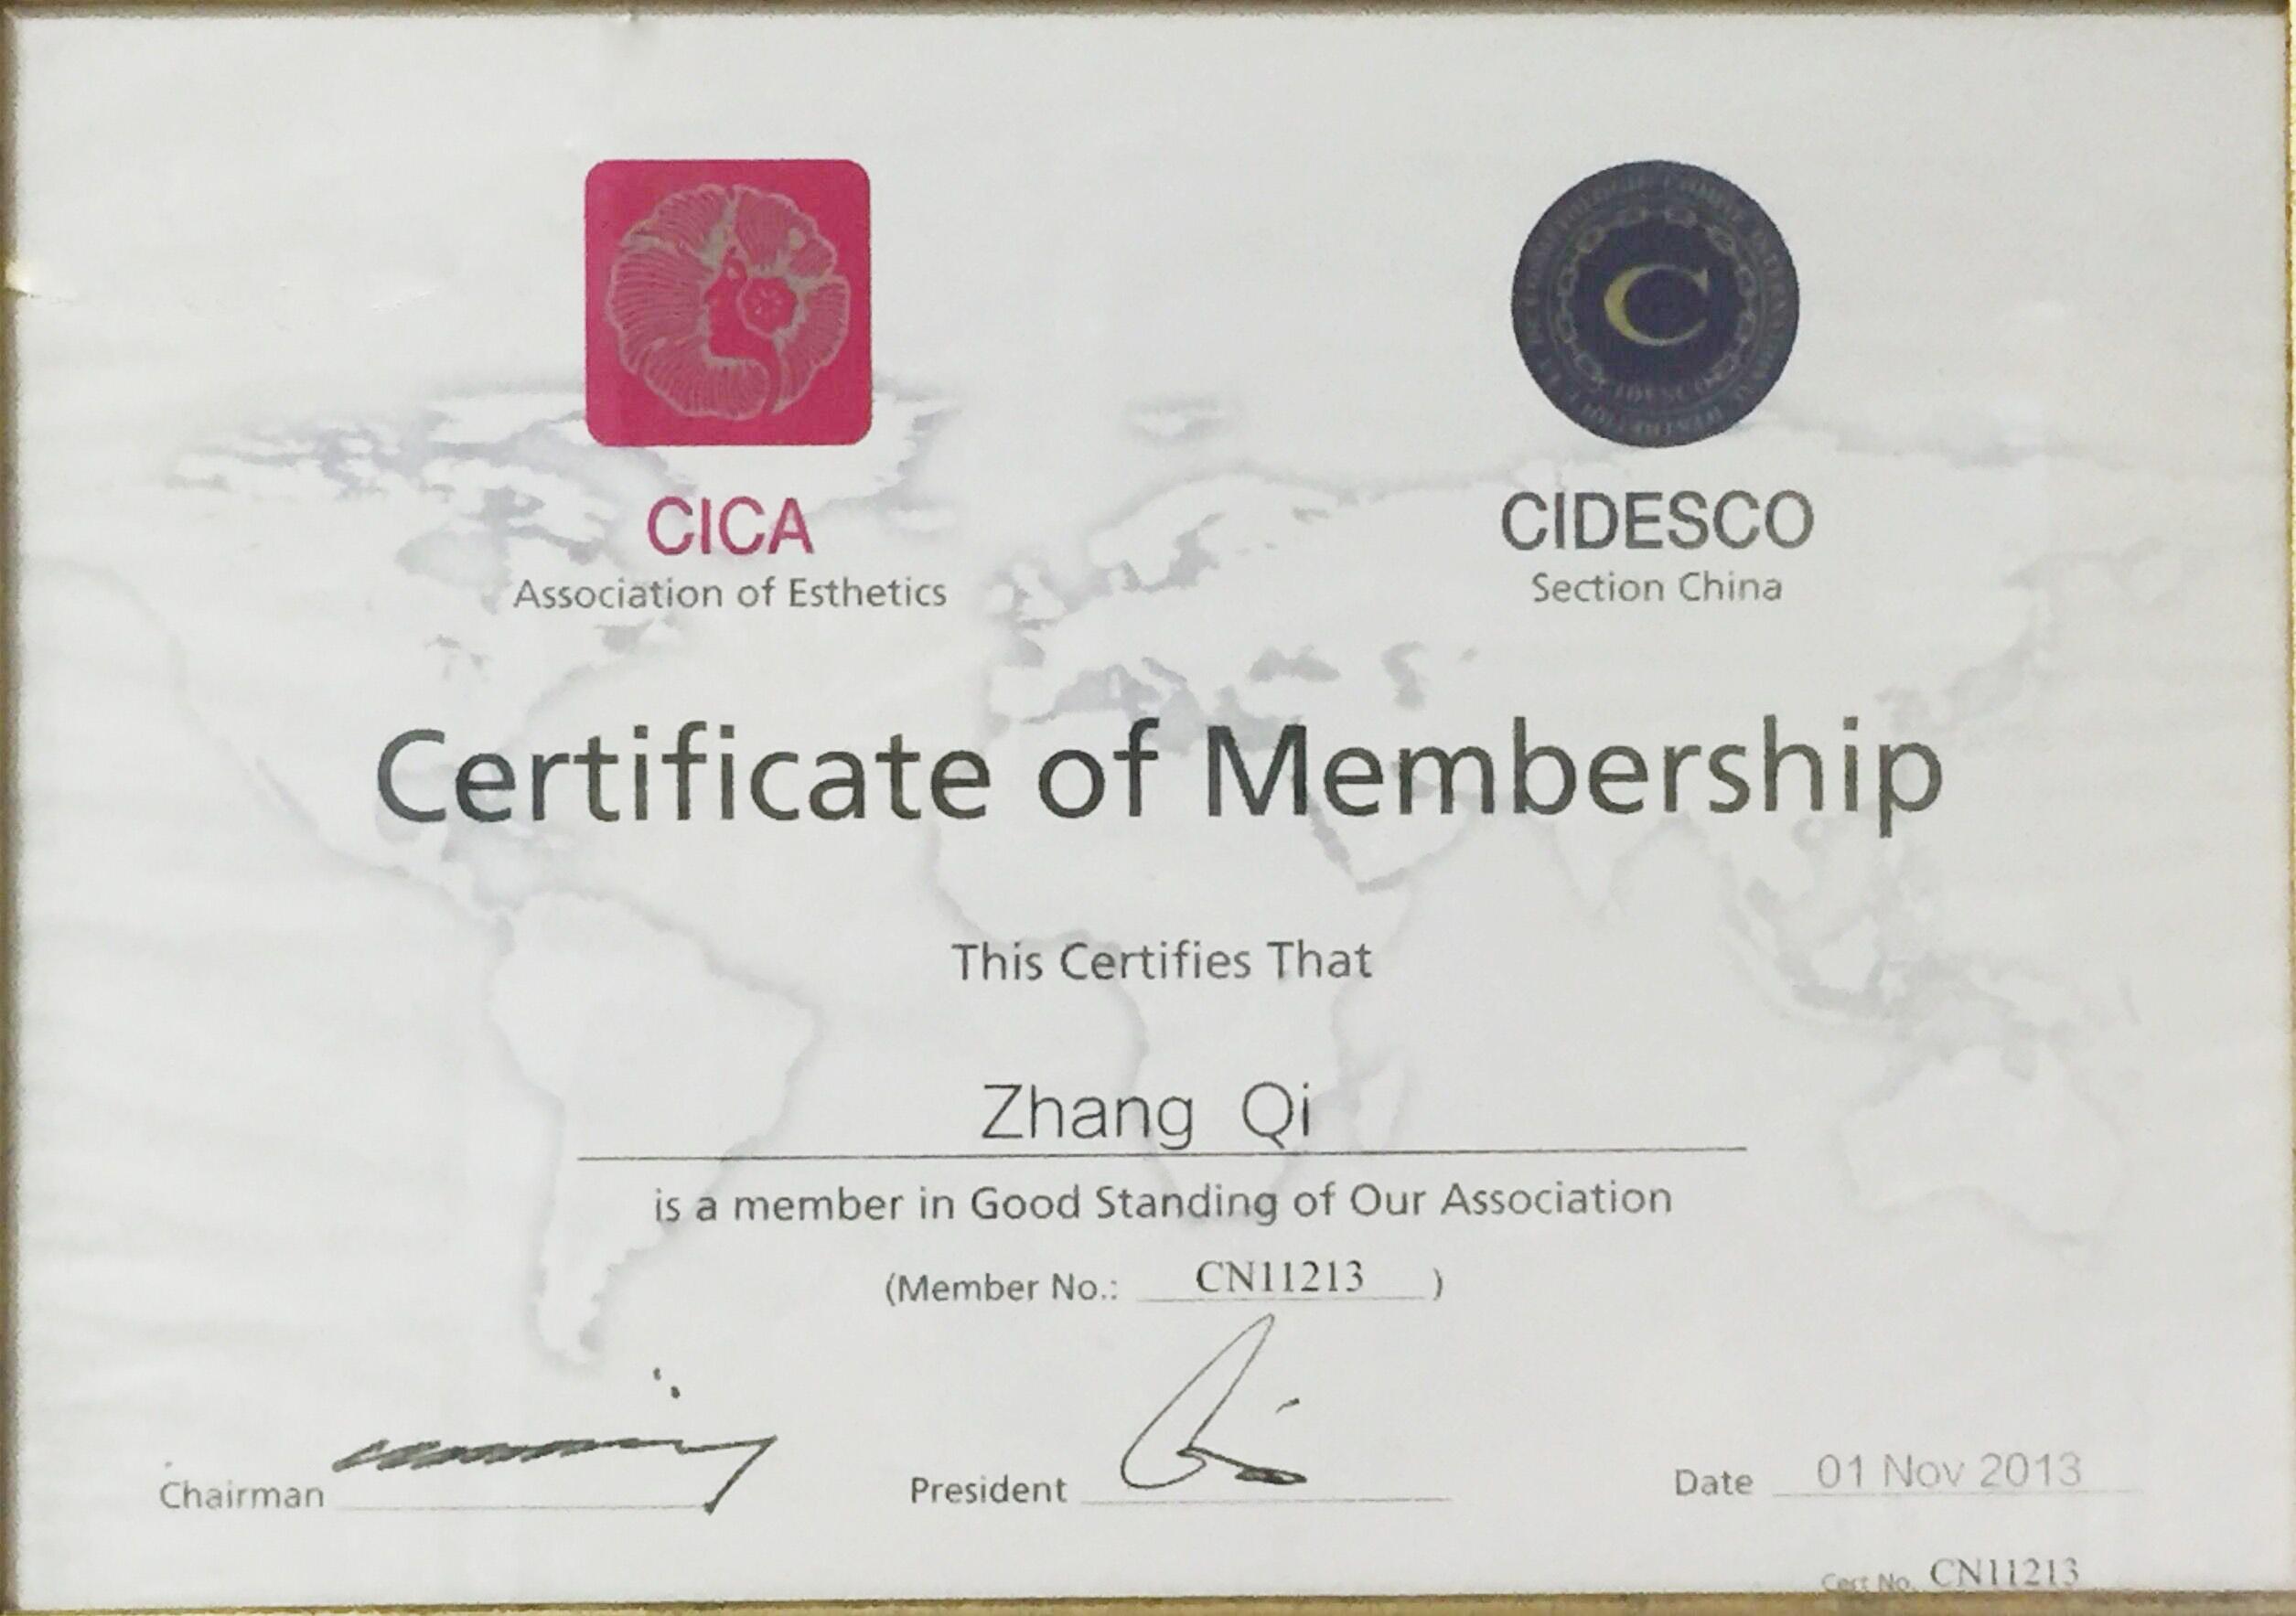 CICA
Association of Esthetics
C
CIDESCO
Section China
Certificate of Membership
This Certifies That
Zhang Qi
is a member in Good Standing of Our Association
(Member No.: CN11213 )
Chairman
President
Date 01 Nov 2013
Cert No. CN11213